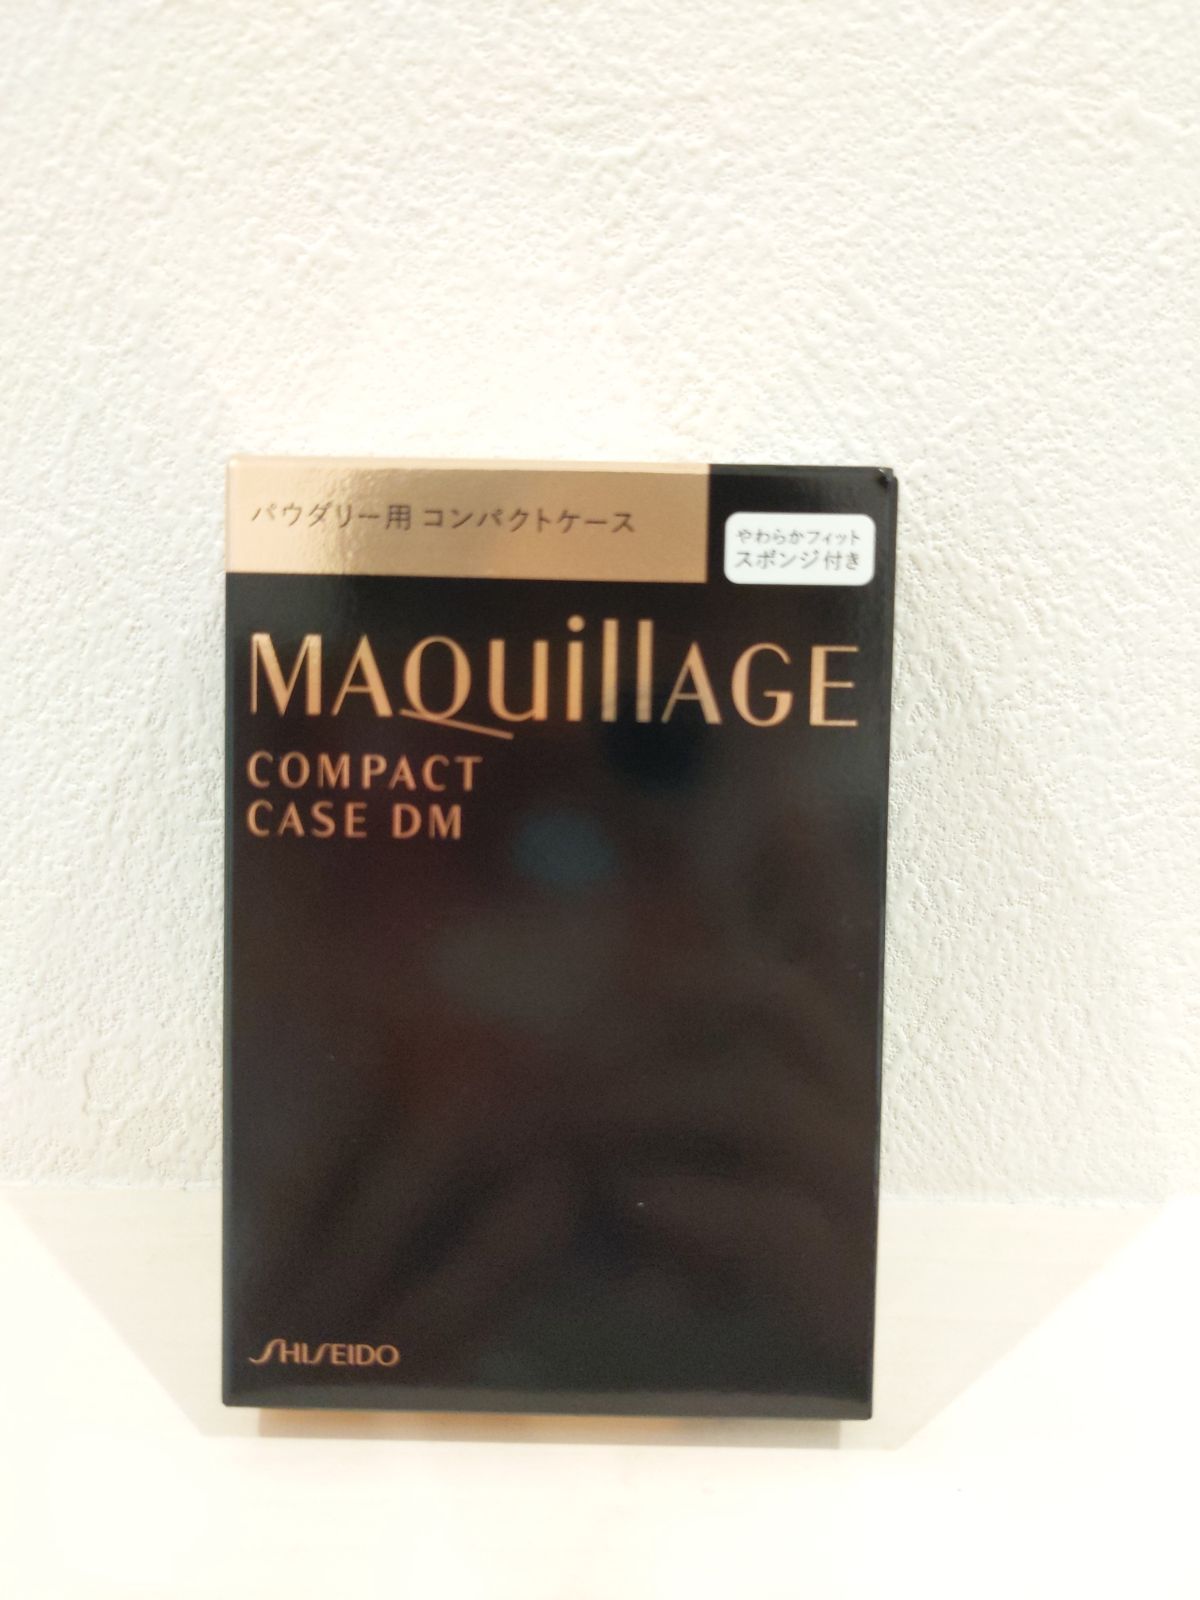 パウダリー用 コンパクトケース
やわらかフィット
スポンジ付き
MAQuillAGE
COMPACT
CASE DM
SHISEIDO